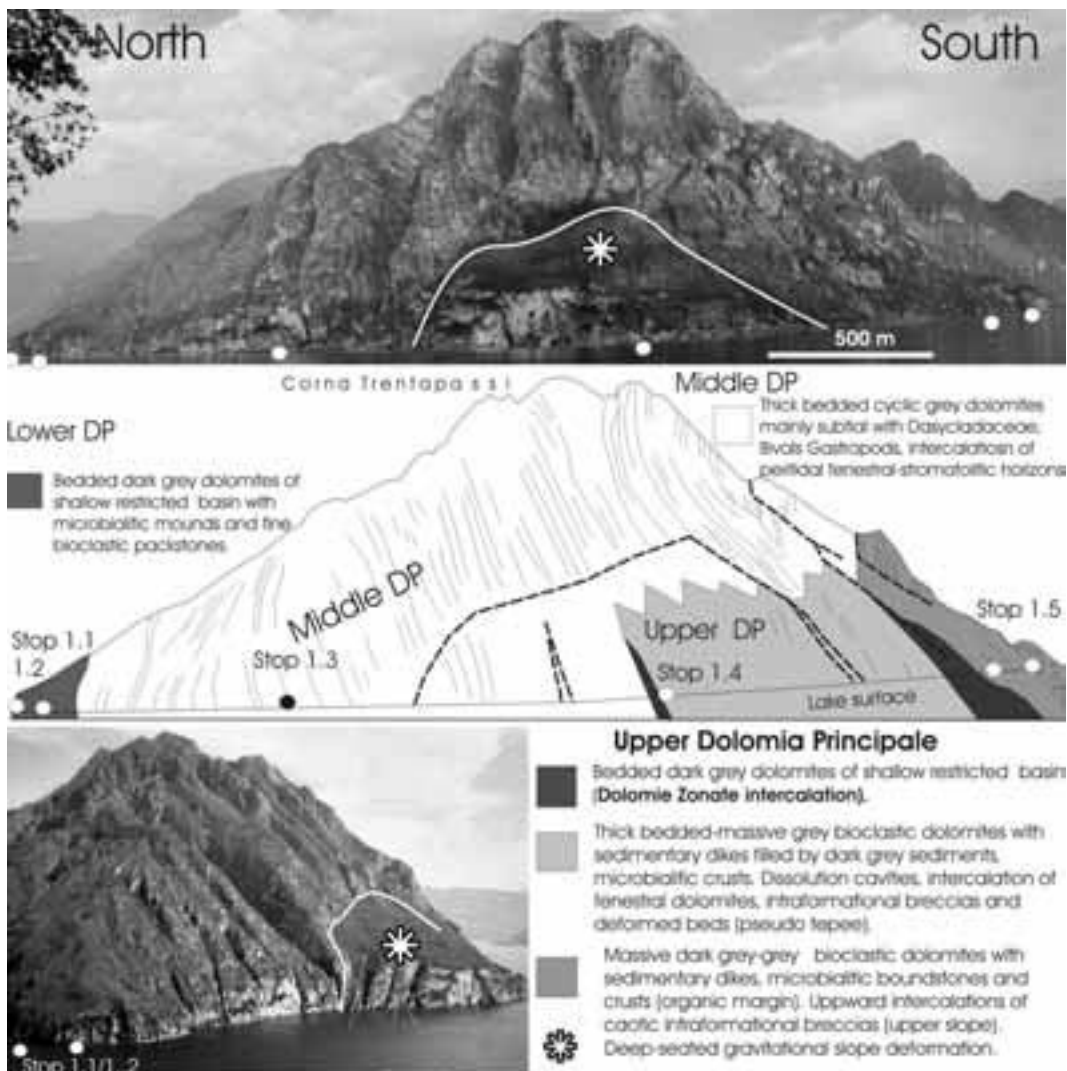 North
South
500 m
Corna Trentapassi
Middle DP
Thick bedded cyclic grey dolomites
mainly subtial with Dasycladaceae,
Bivals Gastropods, intercalatiosn of
peritidal fenestral-stromatolitic horizons
Lower DP
Bedded dark grey dolomites of
shallow restricted basin with
microbialitic mounds and fine
bioclastic packstones.
Middle DP
Stop 1.1
1.2
Stop 1.3
Upper DP
Stop 1.4
Stop 1.5
Lake surface
Upper Dolomia Principale
Bedded dark grey dolomites of shallow restricted basin
(Dolomie Zonate intercalation).
Thick bedded-massive grey bioclastic dolomites with
sedimentary dikes filled by dark grey sediments,
microbialitic crusts. Dissolution cavities, intercalation of
fenestral dolomites, intraformational breccias and
deformed beds (pseudo tepee).
Massive dark grey-grey bioclastic dolomites with
sedimentary dikes, microbialitic boundstones and
crusts (organic margin). Uppward intercalations of
caotic intraformational breccias (upper slope).
Deep-seated gravitational slope deformation.
Stop 1.1/1.2